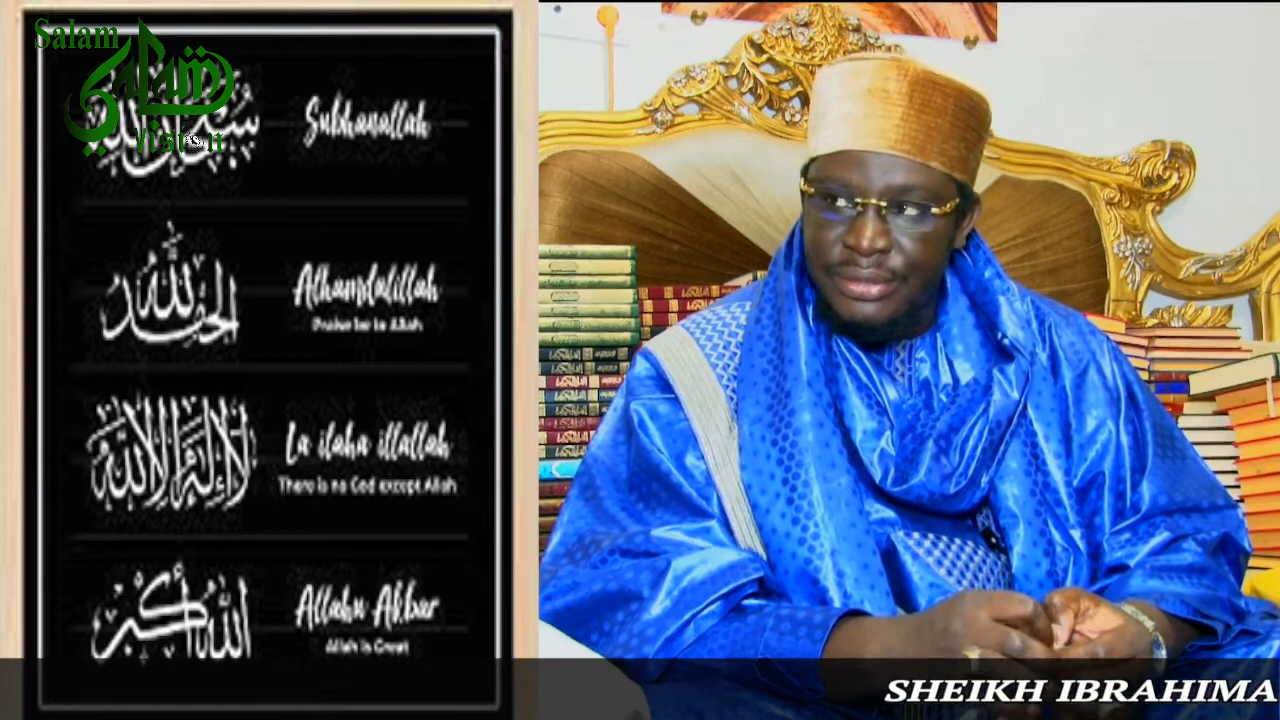 Salam
Vision
سبحان الله
Subhanallah
الحمد لله
Alhamdulillah
Praise be to Allah
لا إله إلا الله
La ilaha illallah
There is no God except Allah
الله أكبر
Allahu Akbar
Allah is Great
SHEIKH IBRAHIMA